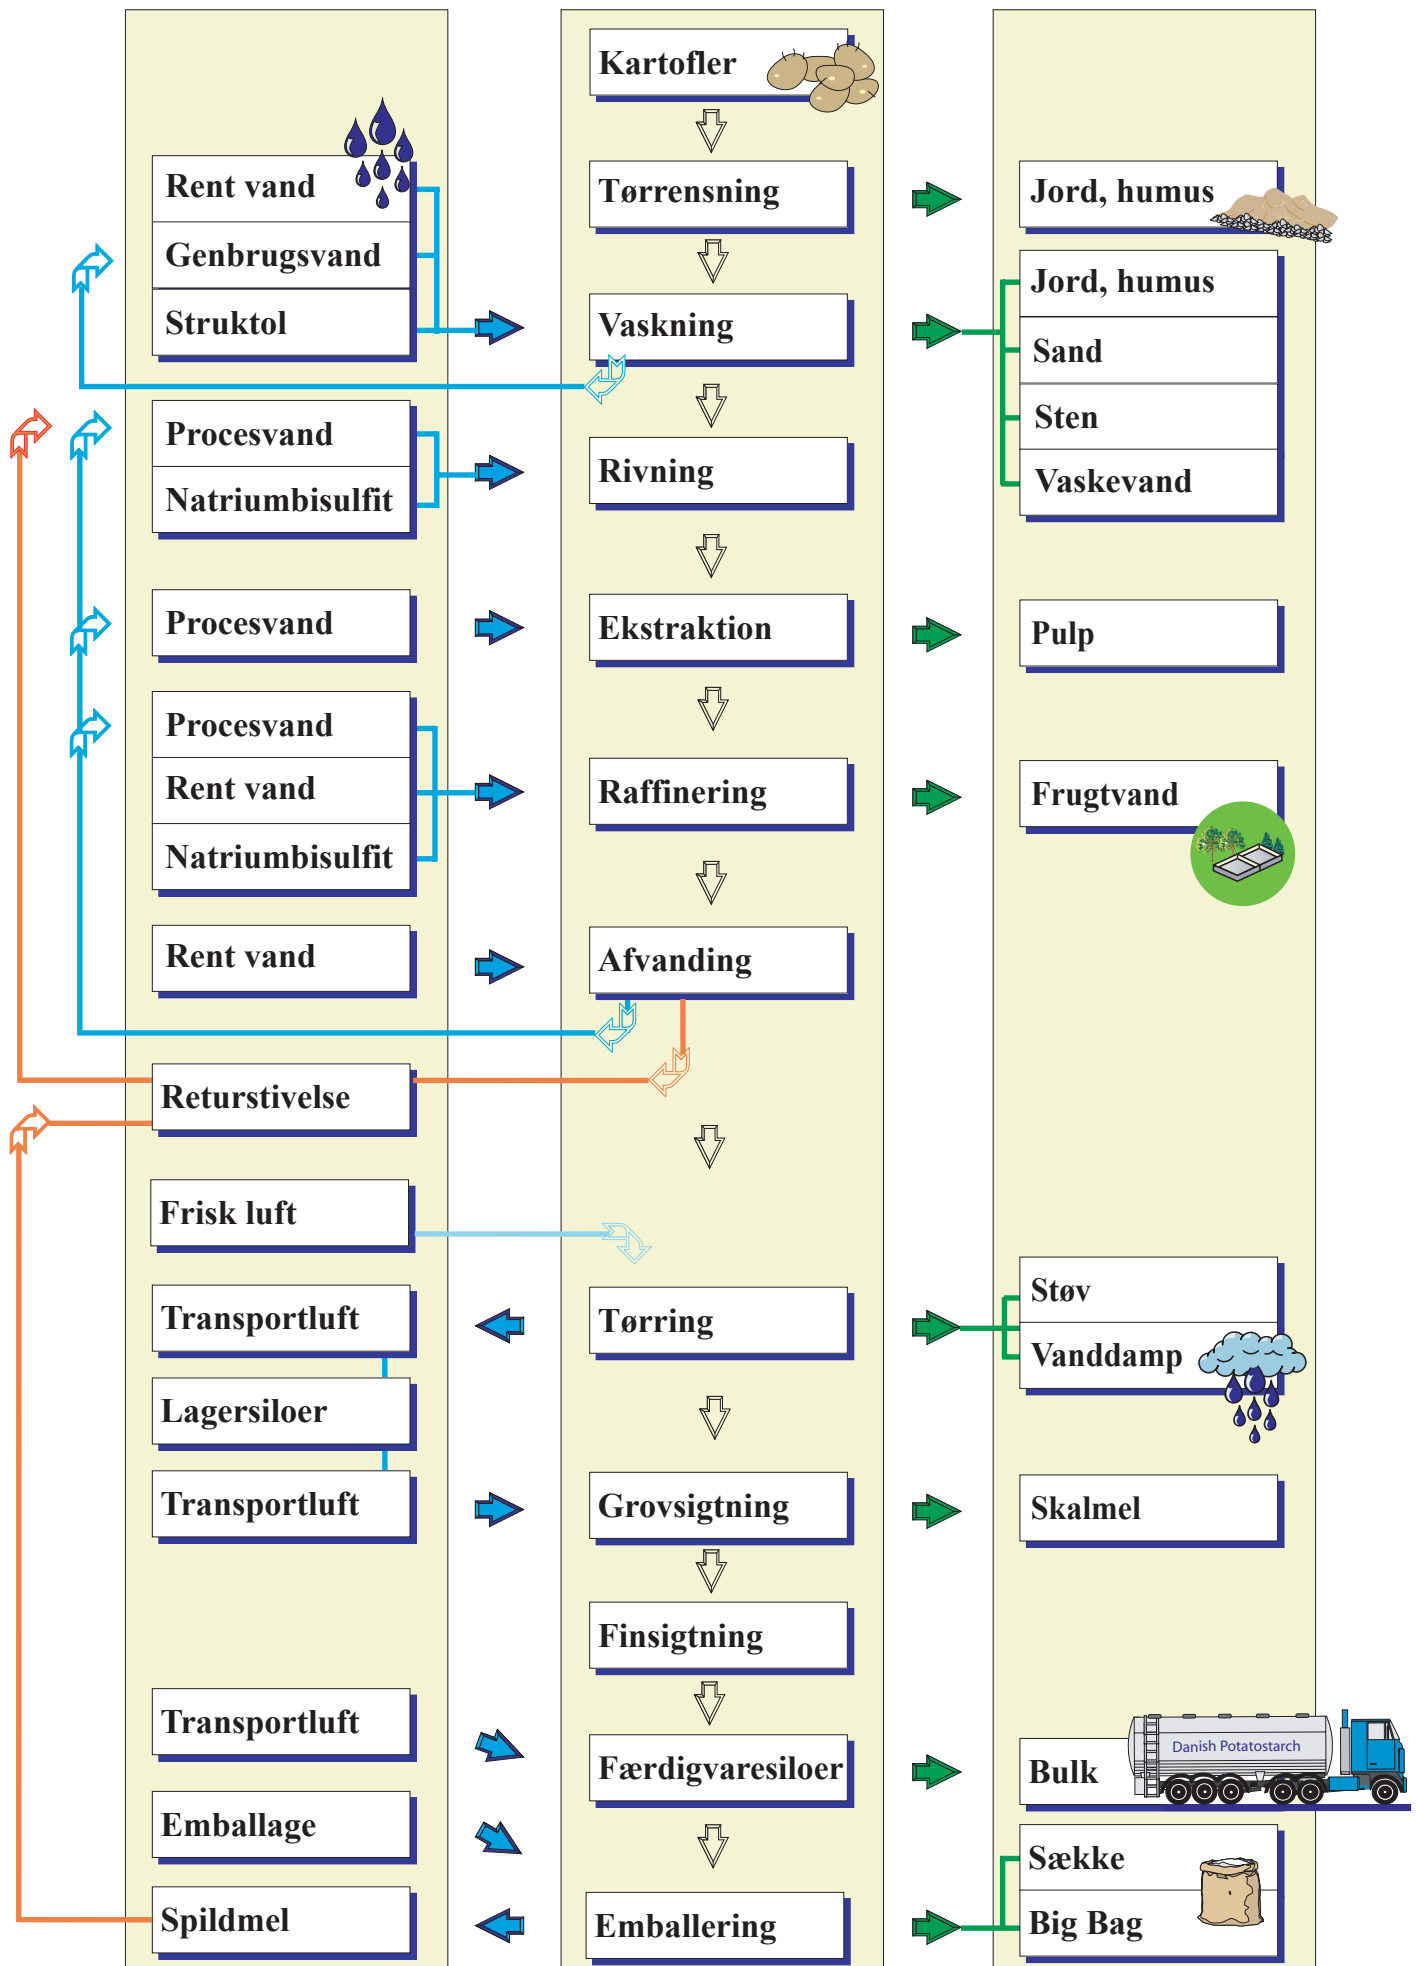 Kartofler
Rent vand
Tørrensning
Jord, humus
Genbrugsvand
Jord, humus
Struktol
Vaskning
Sand
Sten
Procesvand
Rivning
Vaskevand
Natriumbisulfit
Procesvand
Ekstraktion
Pulp
Procesvand
Rent vand
Raffinering
Frugtvand
Natriumbisulfit
Rent vand
Afvanding
Returstivelse
Frisk luft
Støv
Transportluft
Tørring
Vanddamp
Lagersiloer
Transportluft
Grovsigtning
Skalmel
Finsigtning
Transportluft
Danish Potatostarch
Færdigvaresiloer
Bulk
Emballage
Sække
Spildmel
Emballering
Big Bag